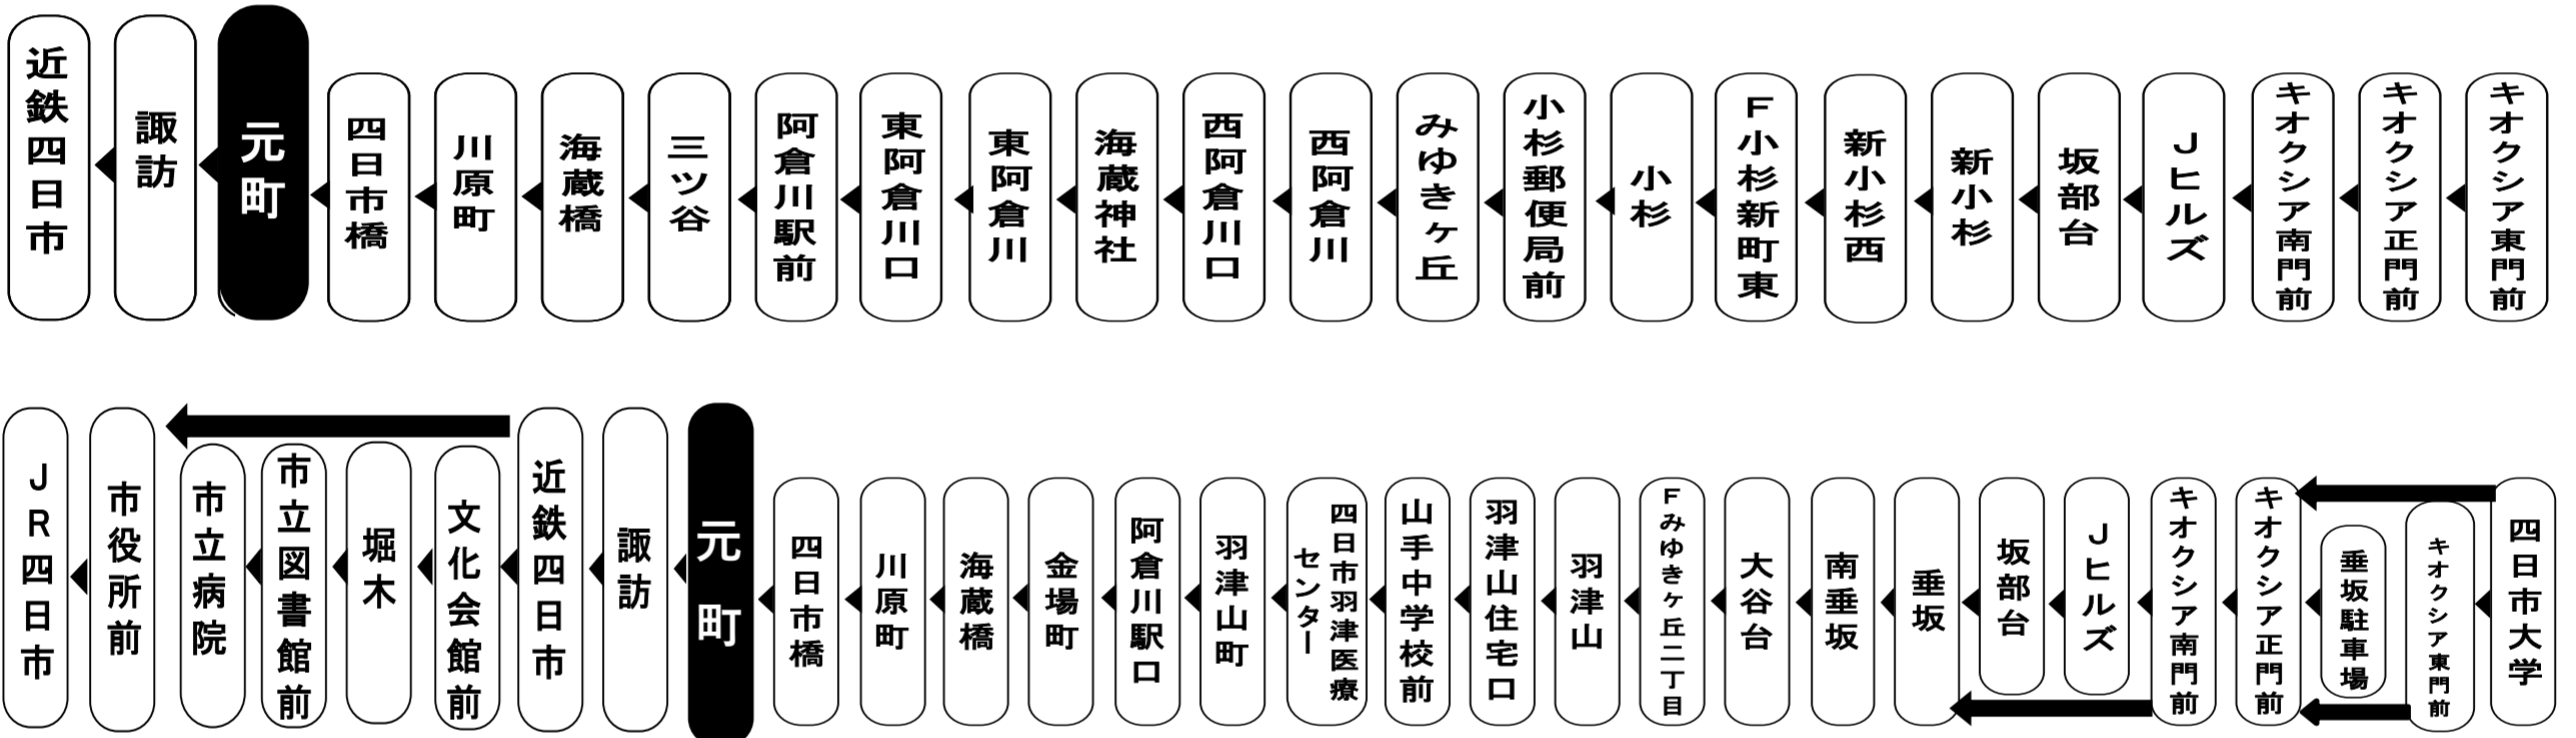 近鉄四日市
諏訪
元町
四日市橋
川原町
海蔵橋
三ツ谷
阿倉川駅前
東阿倉川口
東阿倉川
海蔵神社
西阿倉川口
西阿倉川
みゆきヶ丘
小杉郵便局前
小杉
F小杉新町東
新小杉西
新小杉
坂部台
Jヒルズ
キオクシア南門前
キオクシア正門前
キオクシア東門前
JR四日市
市役所前
市立病院
市立図書館前
堀木
文化会館前
近鉄四日市
諏訪
元町
四日市橋
川原町
海蔵橋
金場町
阿倉川駅口
羽津山町
四日市羽津医療
センター
山手中学校前
羽津山住宅口
羽津山
Fみゆきヶ丘二丁目
大谷台
南垂坂
垂坂
坂部台
Jヒルズ
キオクシア南門前
キオクシア正門前
垂坂駐車場
キオクシア東門前
四日市大学